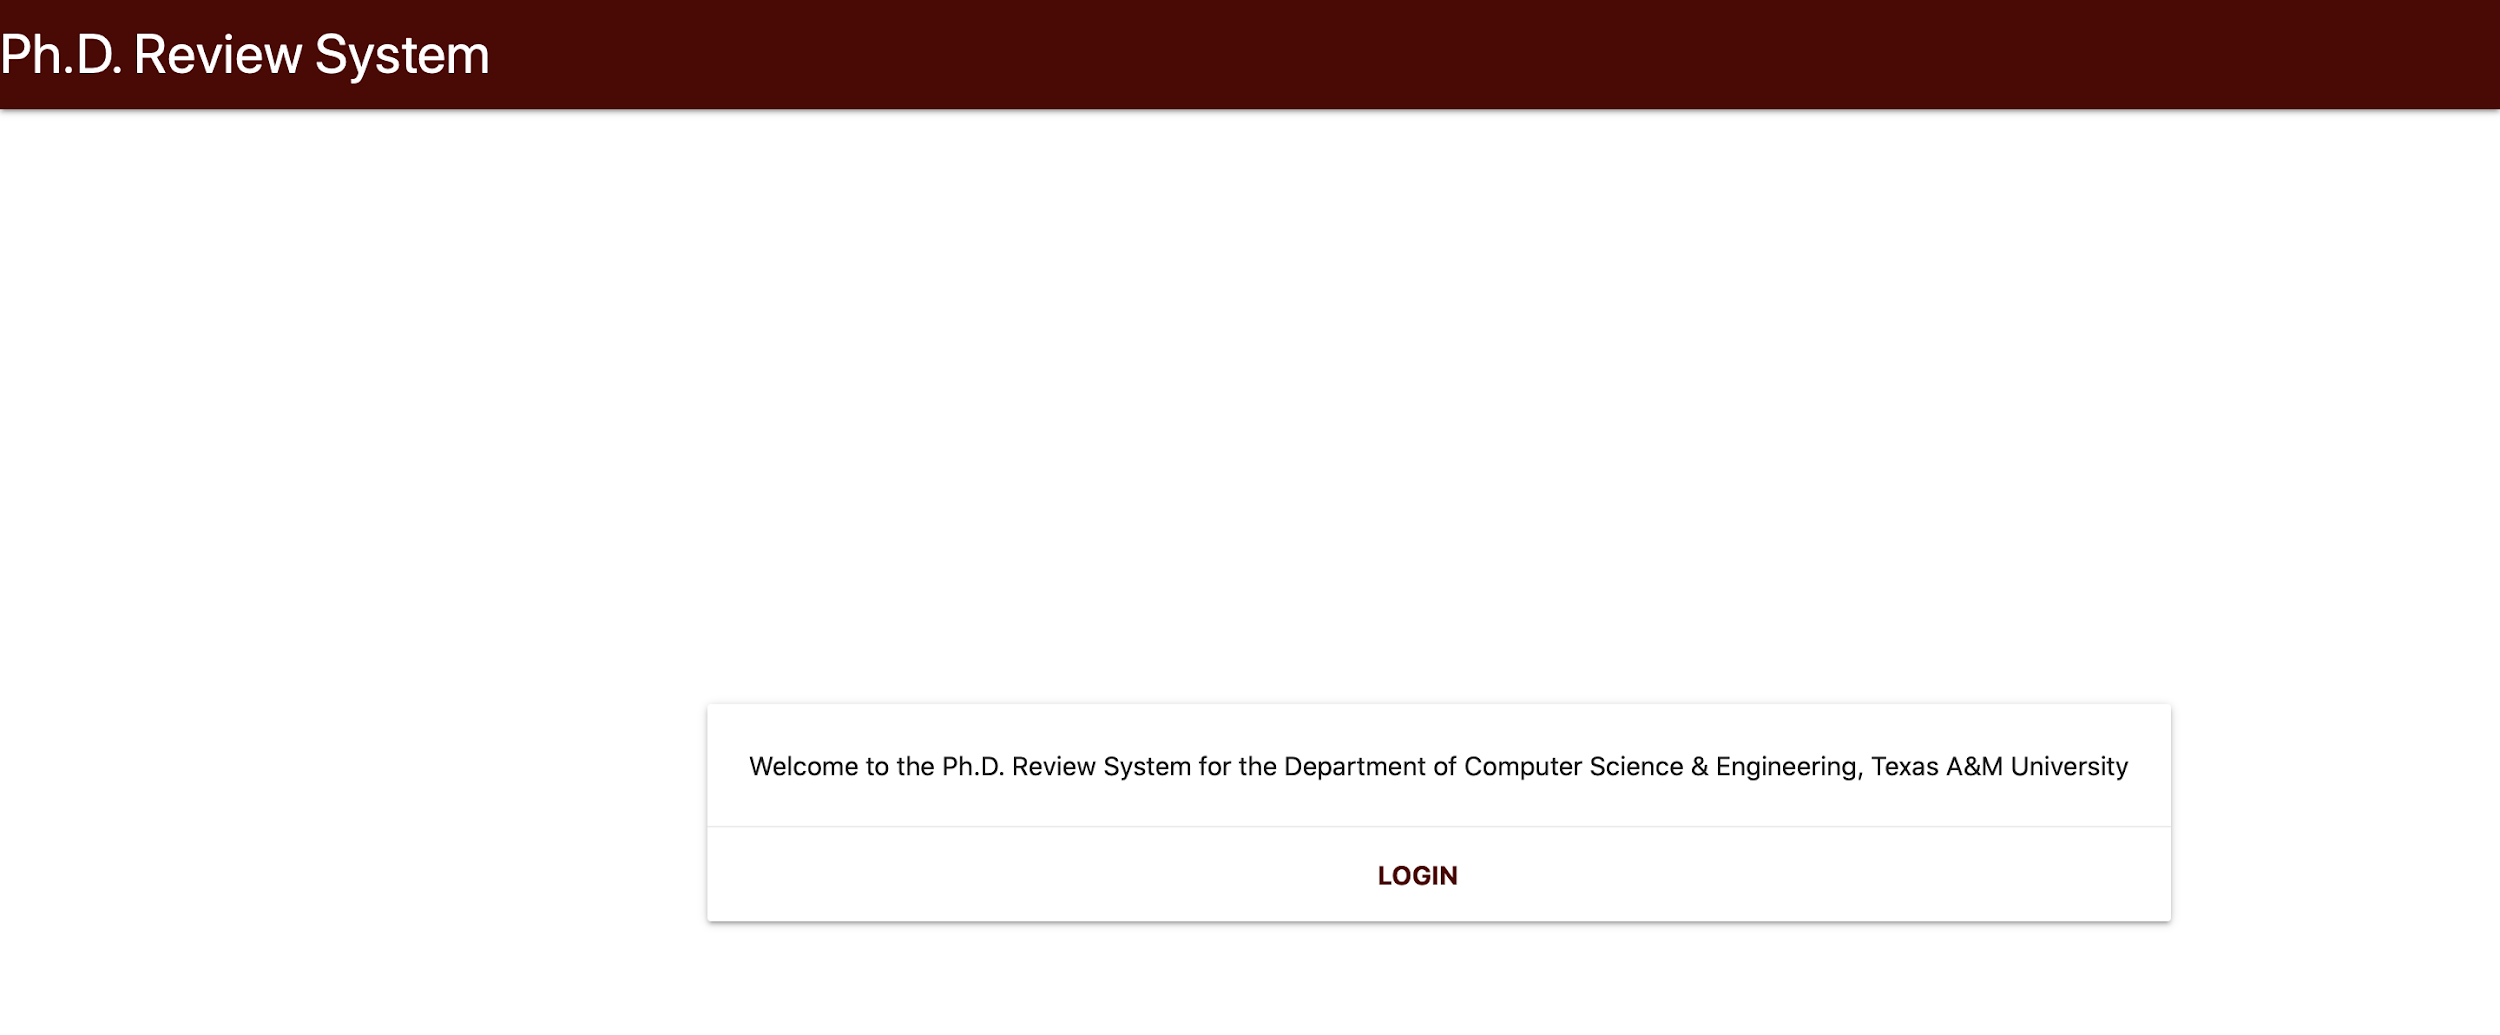 Ph.D. Review System
Welcome to the Ph.D. Review System for the Department of Computer Science & Engineering, Texas A&M University
LOGIN